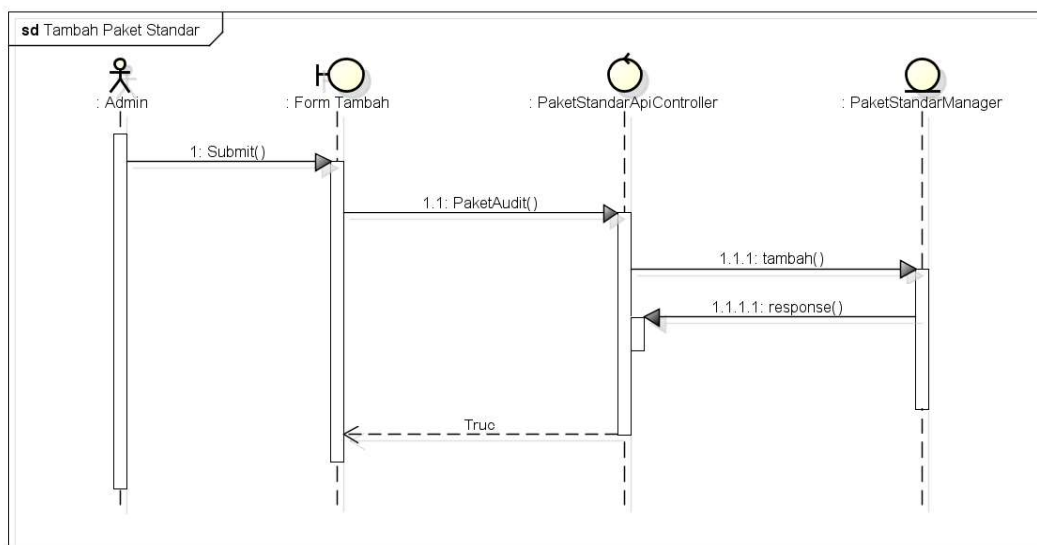 sd Tambah Paket Standar
: Admin
: Form Tambah
: PaketStandarApiController
: PaketStandarManager
1: Submit()
1.1: PaketAudit()
1.1.1: tambah()
1.1.1.1: response()
True